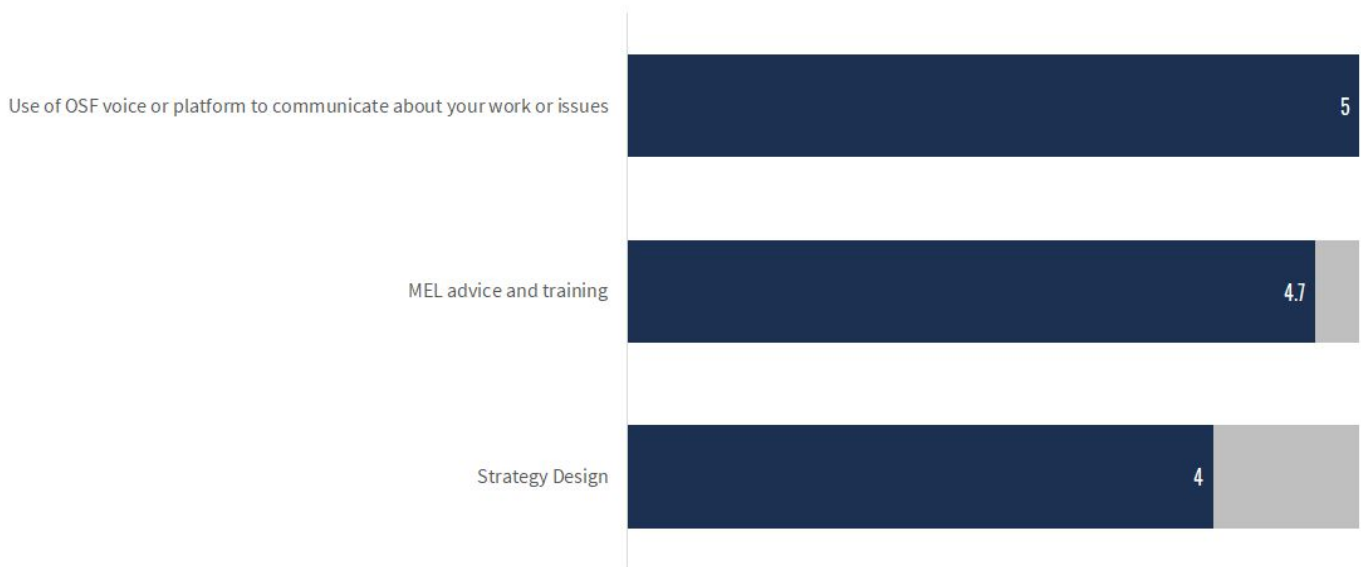 Use of OSF voice or platform to communicate about your work or issues
5
MEL advice and training
4.7
Strategy Design
4